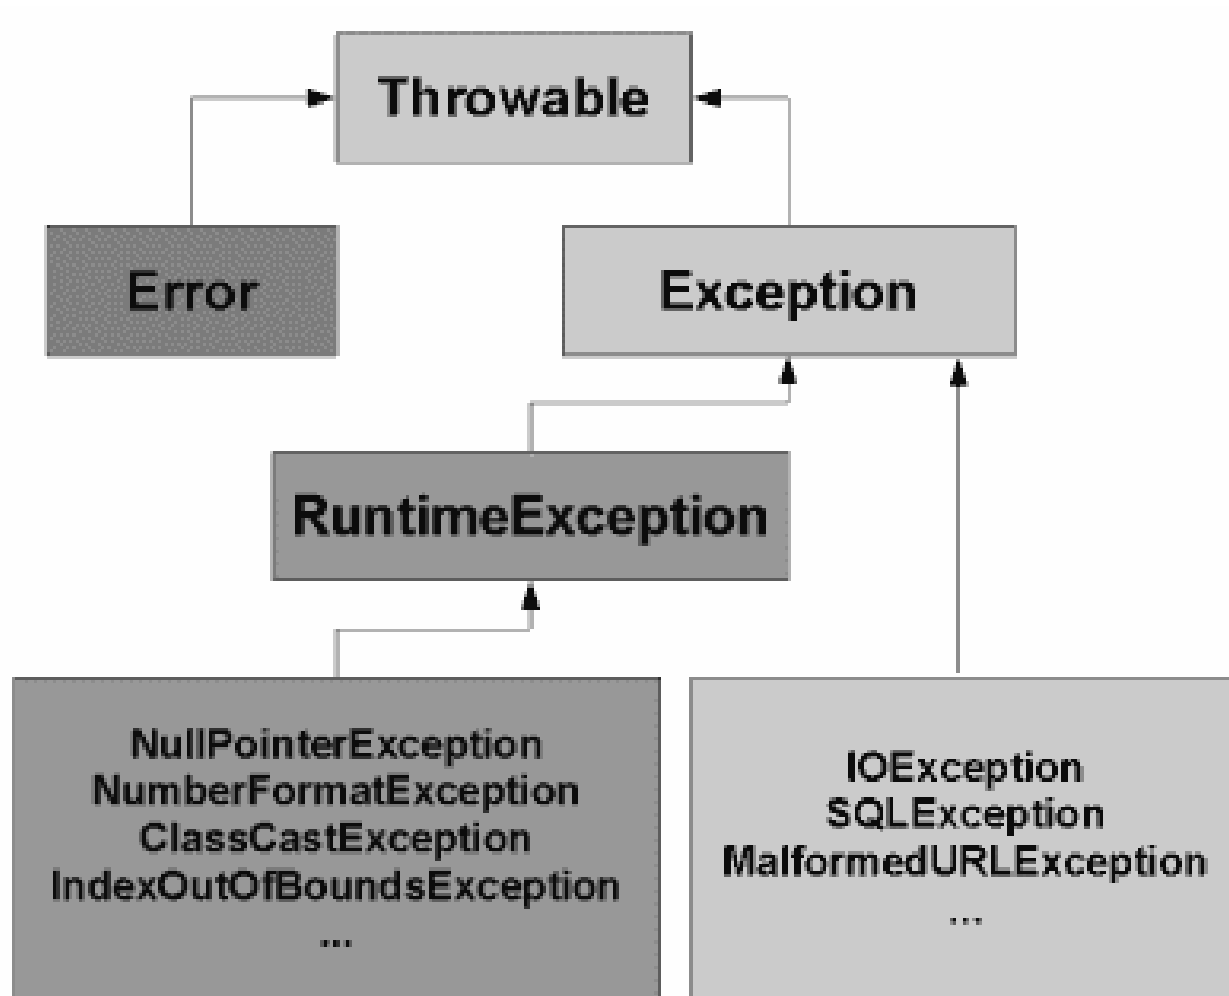 Throwable
Error
Exception
RuntimeException
NullPointerException
NumberFormatException
ClassCastException
IndexOutOfBoundsException
...
IOException
SQLException
MalformedURLException
...